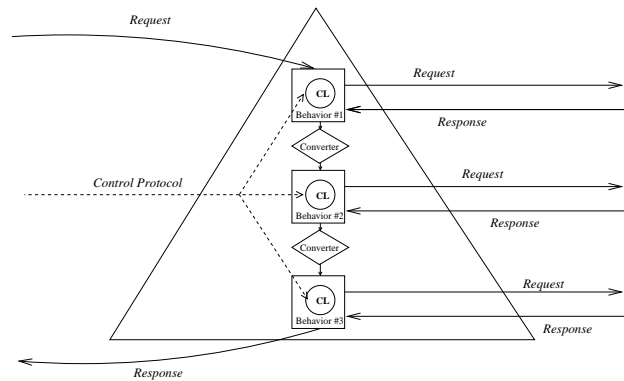 Request
Request
CL
Behavior #1
Response
Converter
Control Protocol
Request
CL
Behavior #2
Response
Converter
Request
CL
Behavior #3
Response
Response